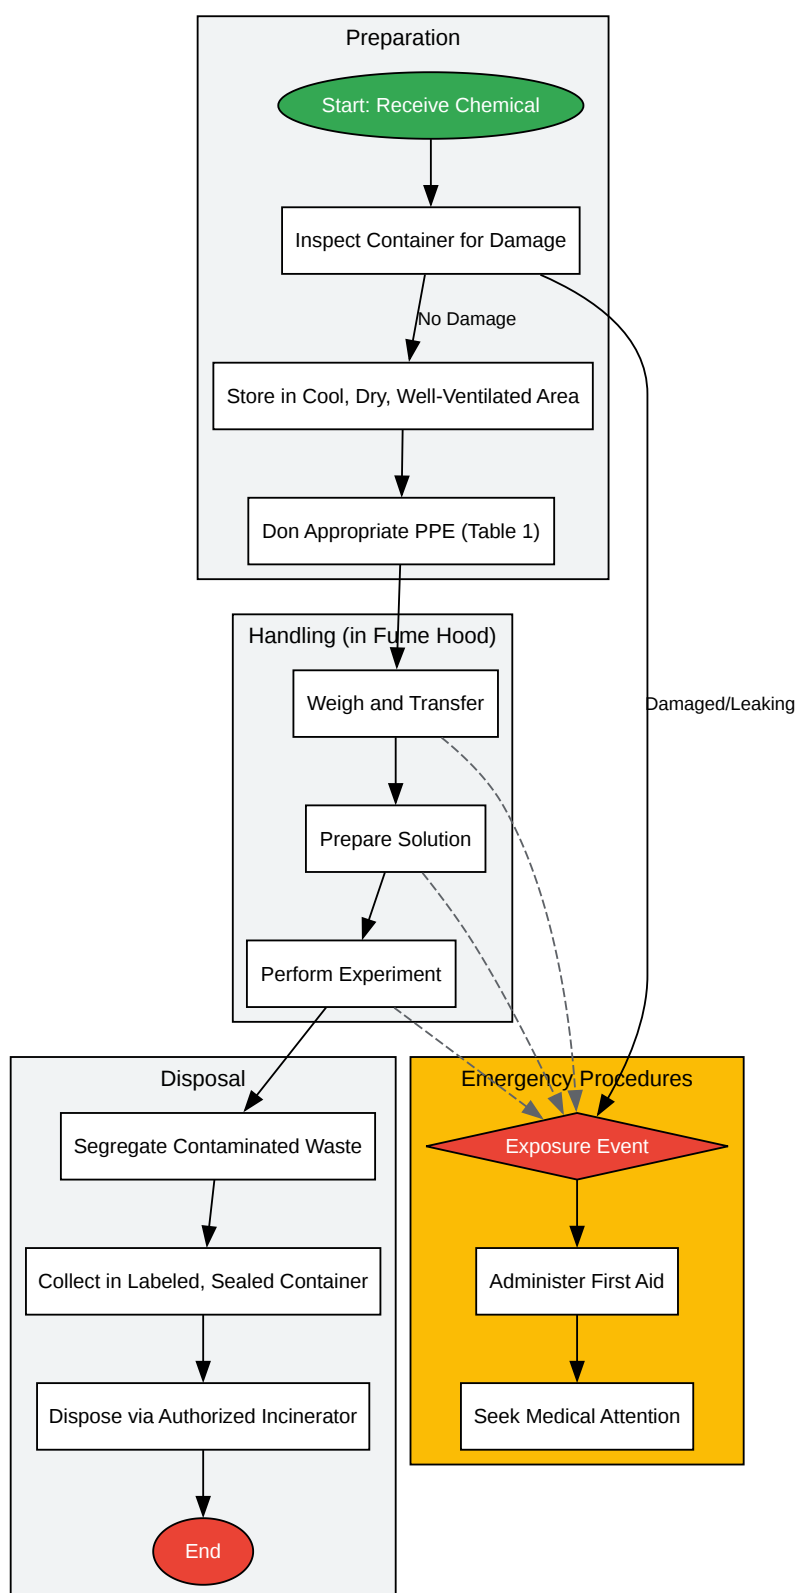 Preparation
Start: Receive Chemical
Inspect Container for Damage
No Damage
Store in Cool, Dry, Well-Ventilated Area
Don Appropriate PPE (Table 1)
Handling (in Fume Hood)
Weigh and Transfer
Damaged/Leaking
Prepare Solution
Perform Experiment
Disposal
Segregate Contaminated Waste
Collect in Labeled, Sealed Container
Dispose via Authorized Incinerator
End
Emergency Procedures
Exposure Event
Administer First Aid
Seek Medical Attention